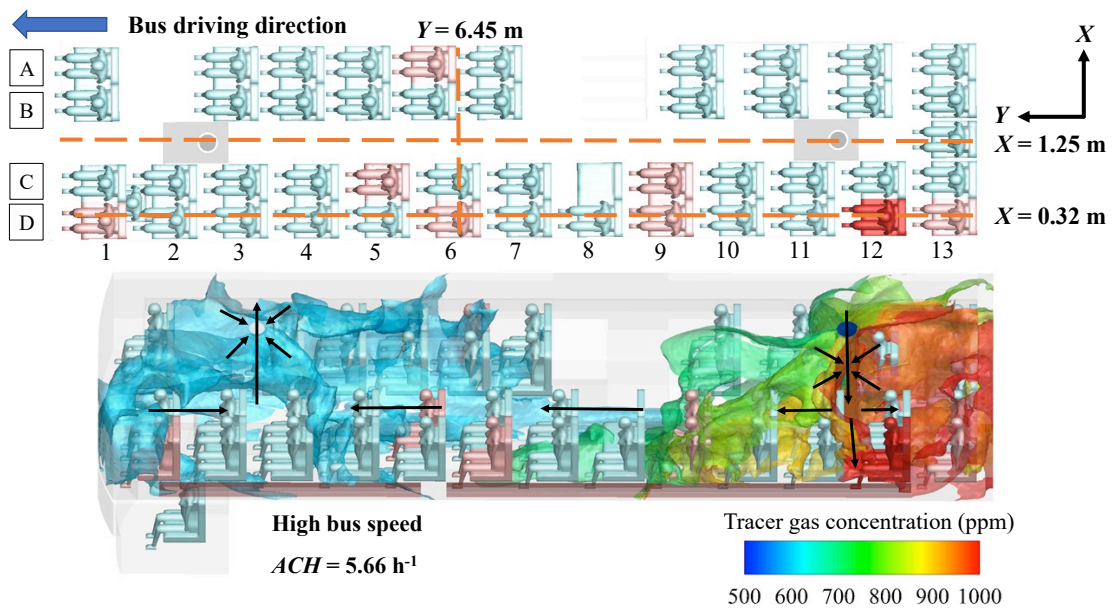 Bus driving direction
Y = 6.45 m
A
B
C
D
X
Y
X = 1.25 m
X = 0.32 m
1 2 3 4 5 6 7 8 9 10 11 12 13
High bus speed
ACH = 5.66 h⁻¹
Tracer gas concentration (ppm)
500 600 700 800 900 1000